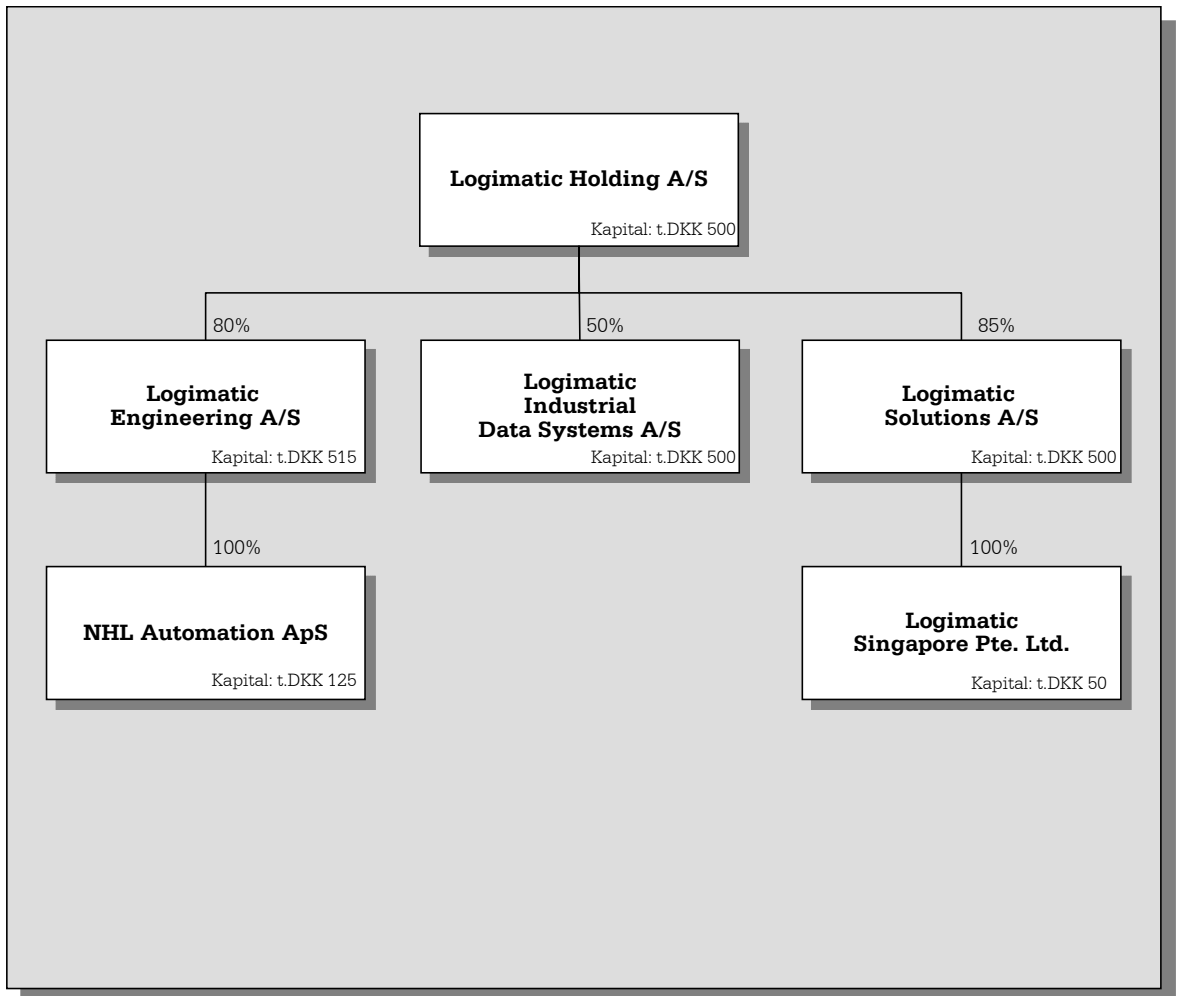 Logimatic Holding A/S
Kapital: t.DKK 500
80%
50%
85%
Logimatic
Engineering A/S
Kapital: t.DKK 515
Logimatic
Industrial
Data Systems A/S
Kapital: t.DKK 500
Logimatic
Solutions A/S
Kapital: t.DKK 500
100%
100%
NHL Automation ApS
Kapital: t.DKK 125
Logimatic
Singapore Pte. Ltd.
Kapital: t.DKK 50